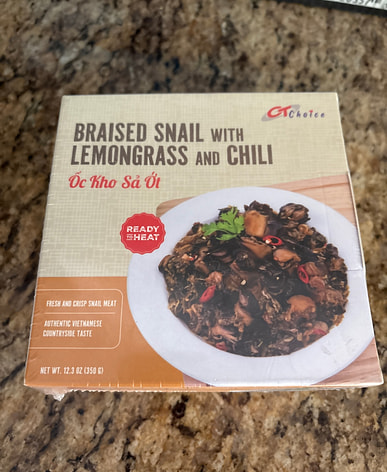 CT Choice
BRAISED SNAIL WITH
LEMONGRASS AND CHILI
Ốc Kho Sả Ớt
READY
TO
HEAT
FRESH AND CRISP SNAIL MEAT
AUTHENTIC VIETNAMESE
COUNTRYSIDE TASTE
NET WT. 12.3 OZ (350 G)